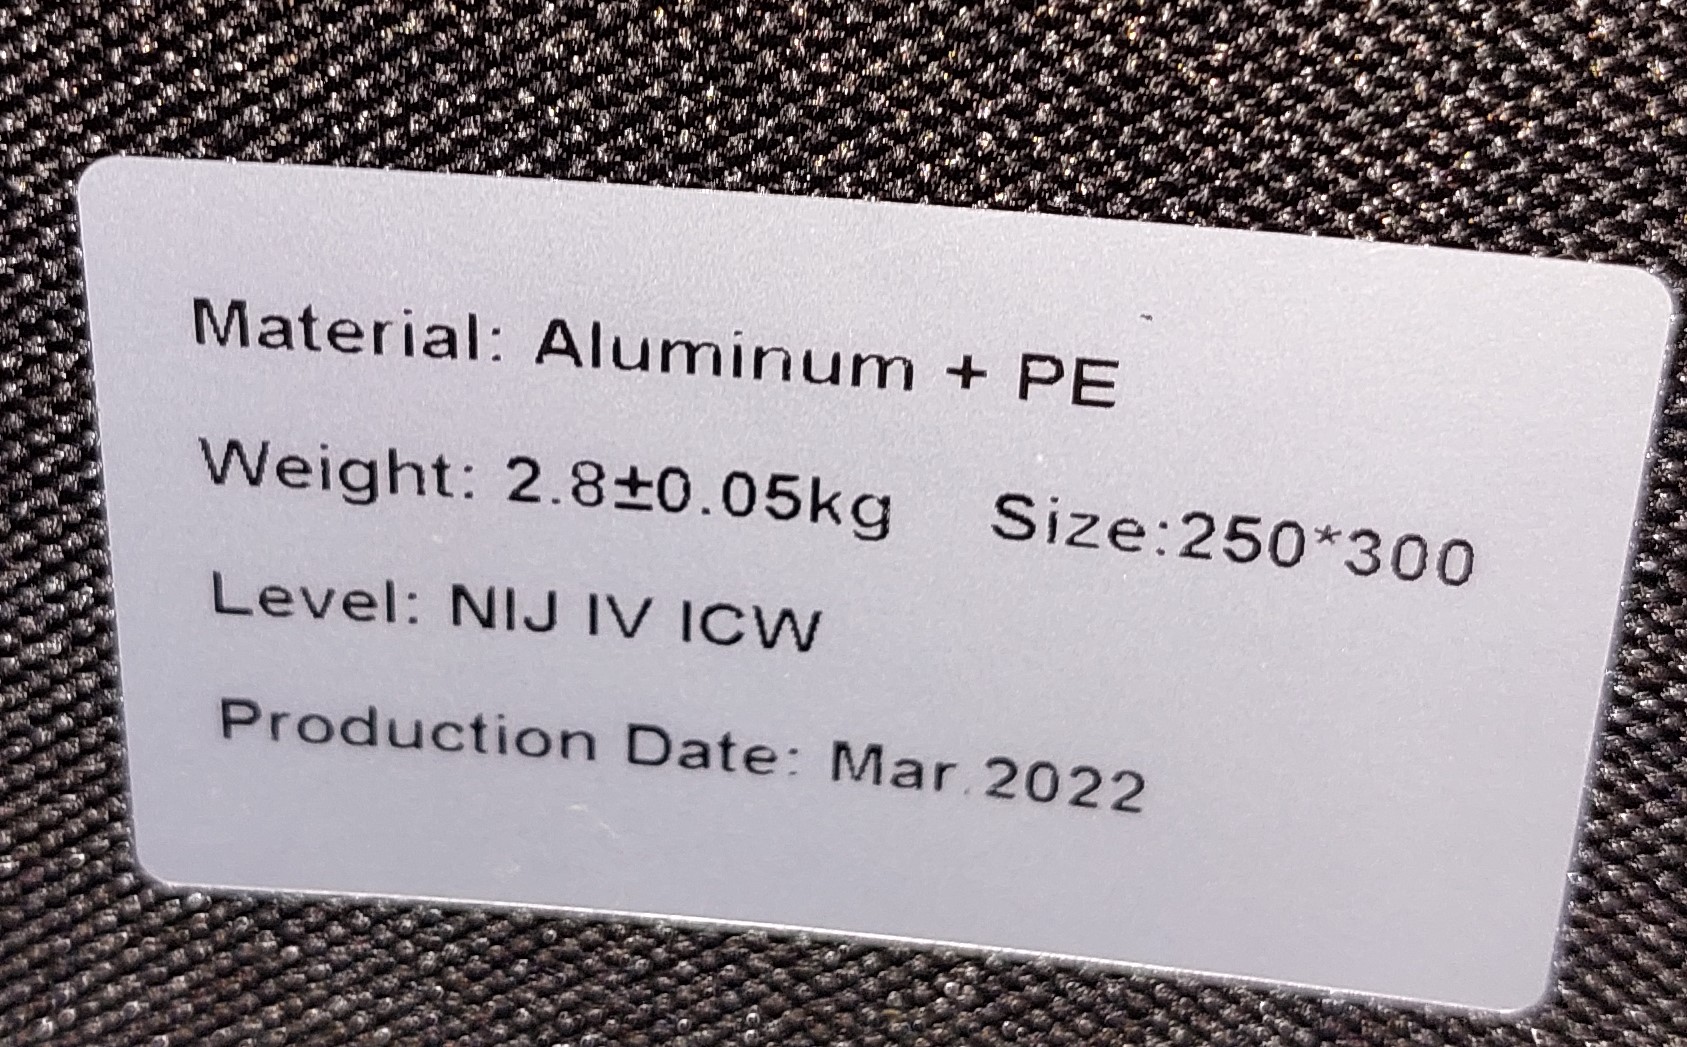 Material: Aluminum + PE
Weight: 2.8±0.05kg Size:250*300
Level: NIJ IV ICW
Production Date: Mar.2022